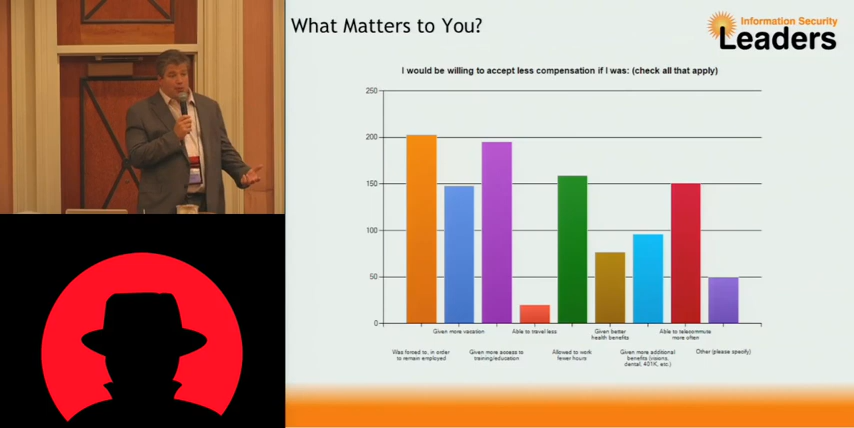 What Matters to You?
Information Security
Leaders
I would be willing to accept less compensation if I was: (check all that apply)
250
200
150
100
50
0
Given more vacation
Able to travel less
Given better
health benefits
Able to telecommute
more often
Was forced to, in order
to remain employed
Given more access to
training/education
Allowed to work
fewer hours
Given more additional
benefits (visions,
dental, 401K, etc.)
Other (please specify)